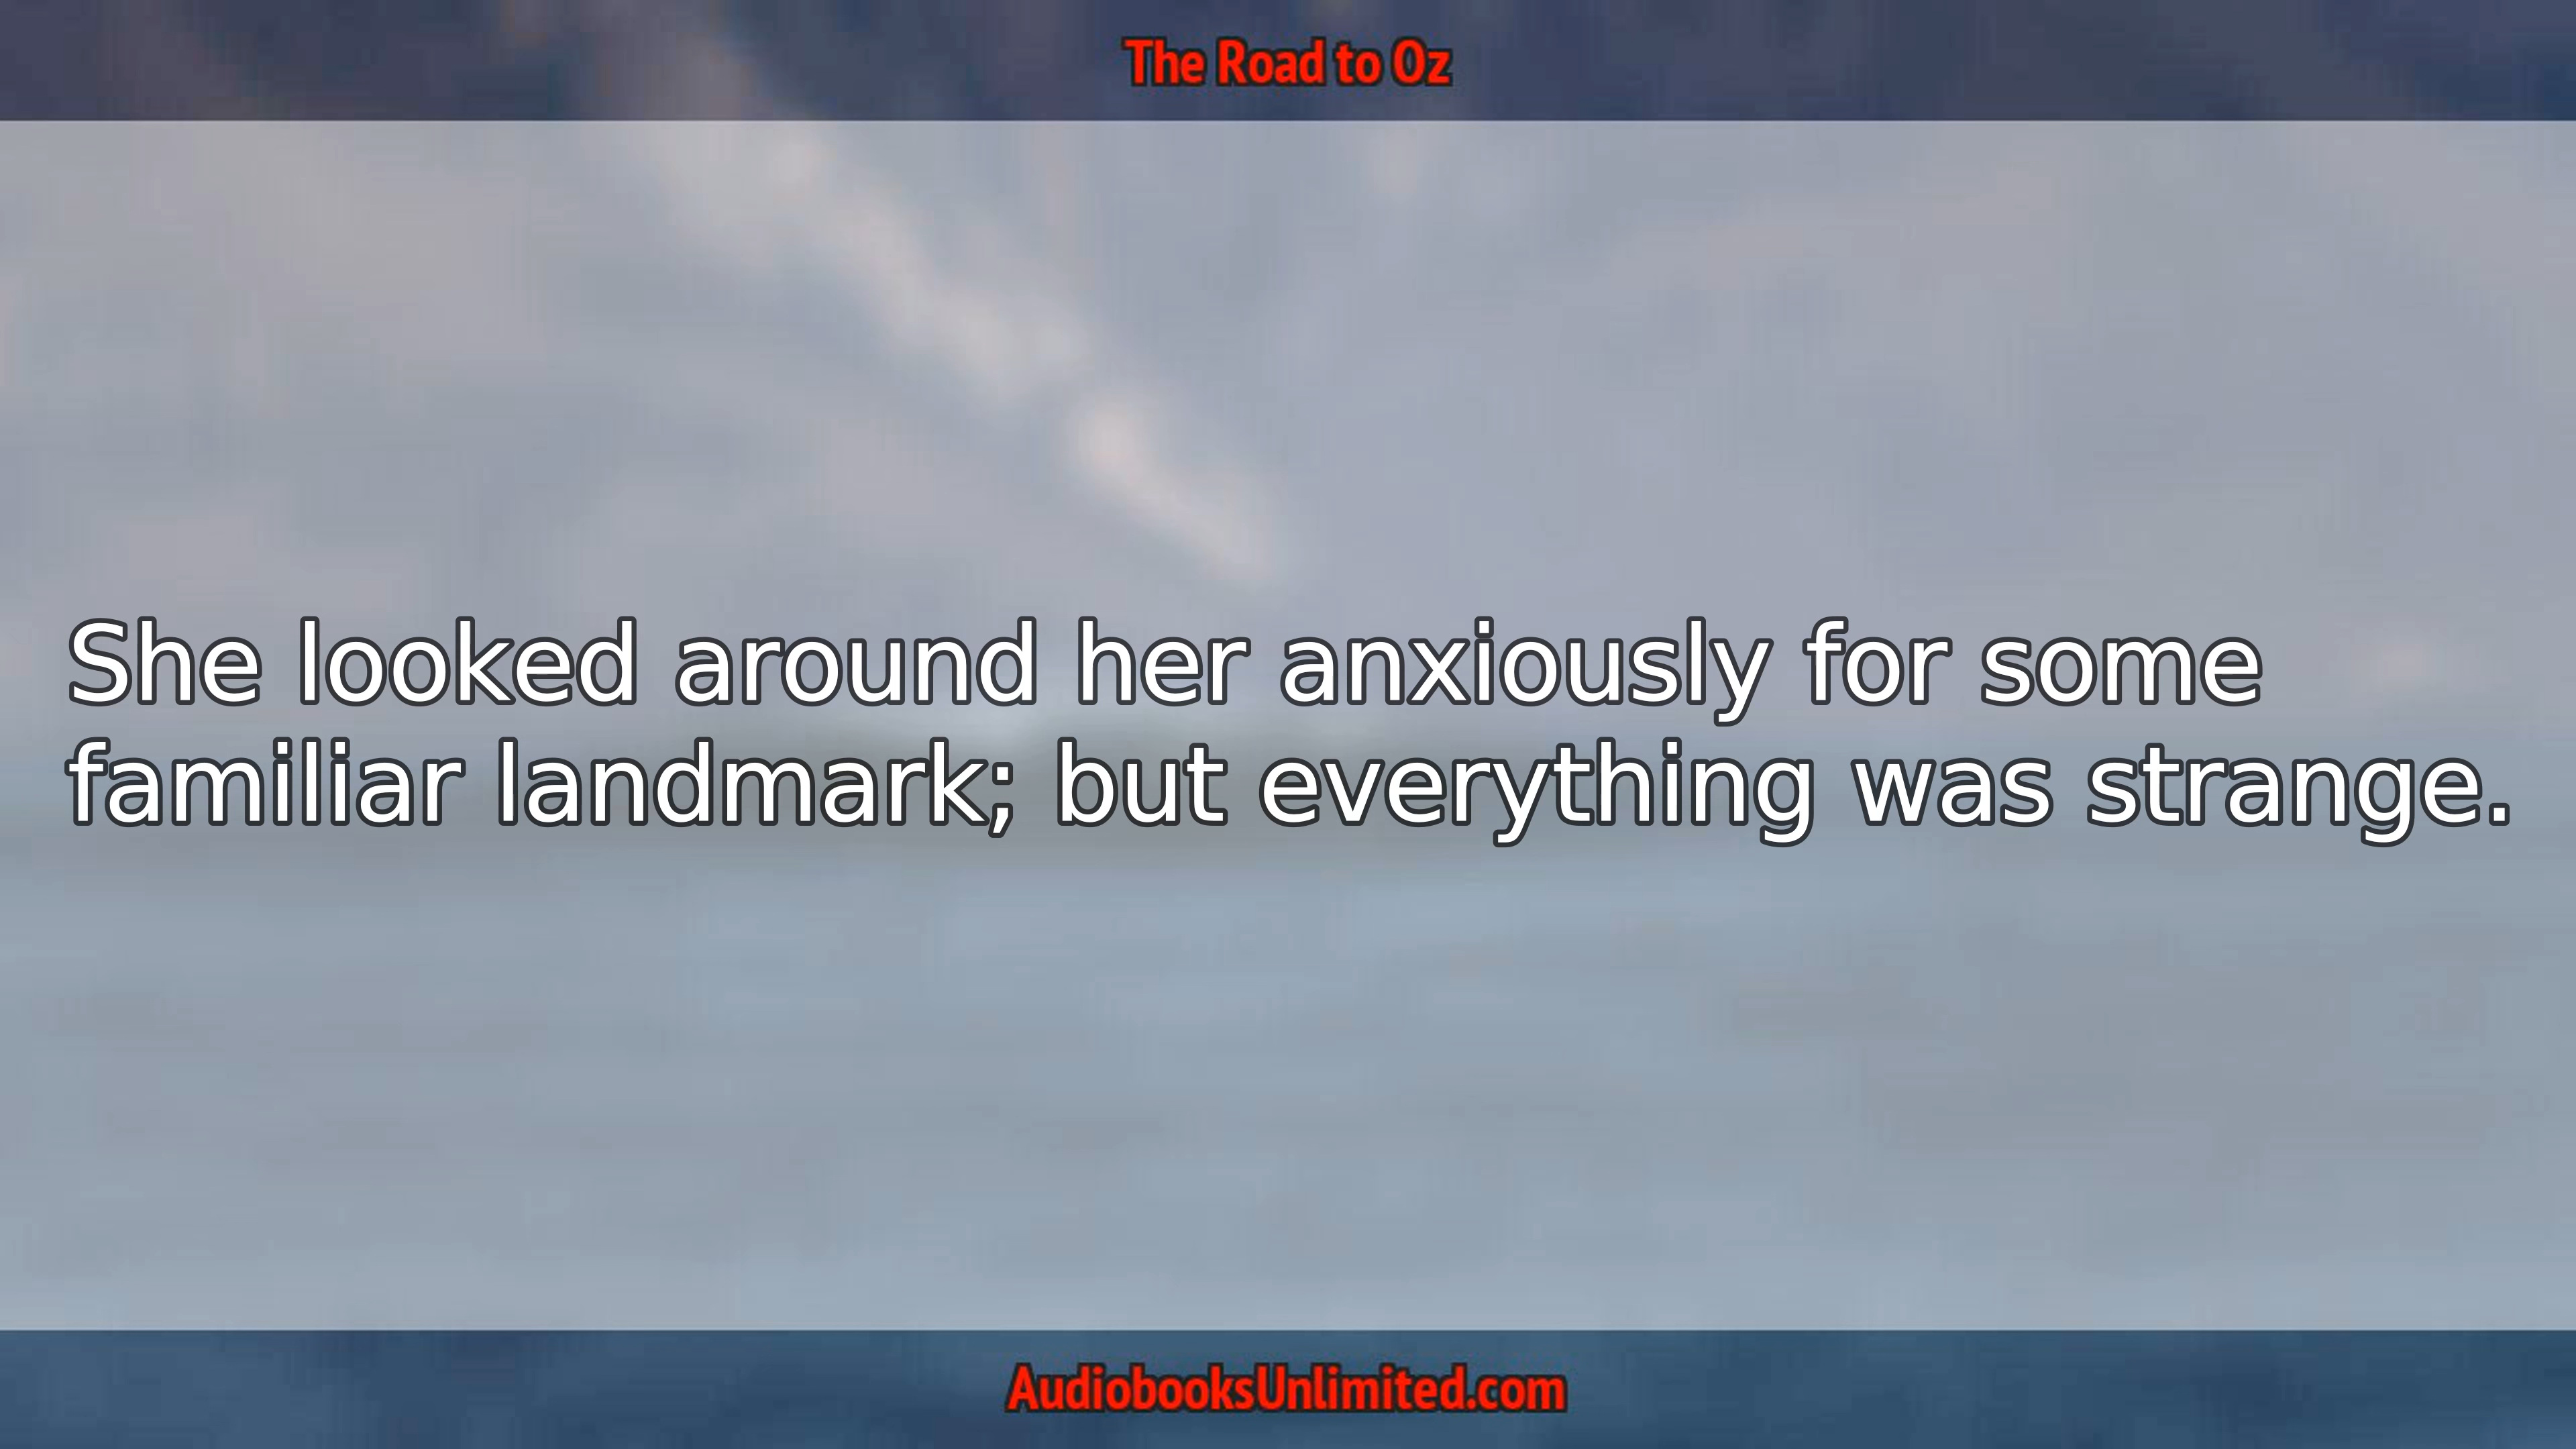 The Road to Oz
She looked around her anxiously for some
familiar landmark; but everything was strange.
AudiobooksUnlimited.com